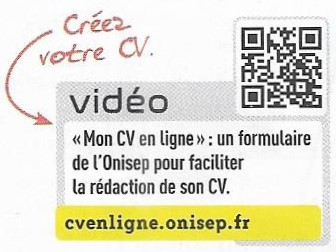 Créez
votre CV.
vidéo
« Mon CV en ligne » : un formulaire
de l'Onisep pour faciliter
la rédaction de son CV.
cvenligne.onisep.fr